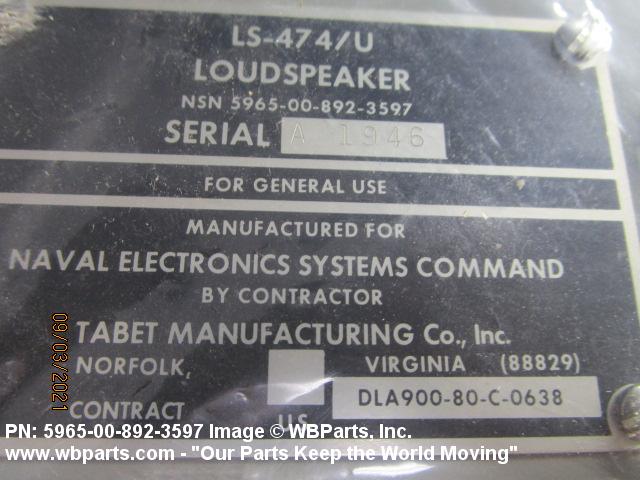 LS-474/U
LOUDSPEAKER
NSN 5965-00-892-3597
SERIAL A 1946
FOR GENERAL USE
MANUFACTURED FOR
NAVAL ELECTRONICS SYSTEMS COMMAND
BY CONTRACTOR
TABET MANUFACTURING Co., Inc.
NORFOLK, VIRGINIA (88829)
CONTRACT DLA900-80-C-0638
U.S.
09/03/2021
PN: 5965-00-892-3597 Image © WBParts, Inc.
www.wbparts.com - "Our Parts Keep the World Moving"